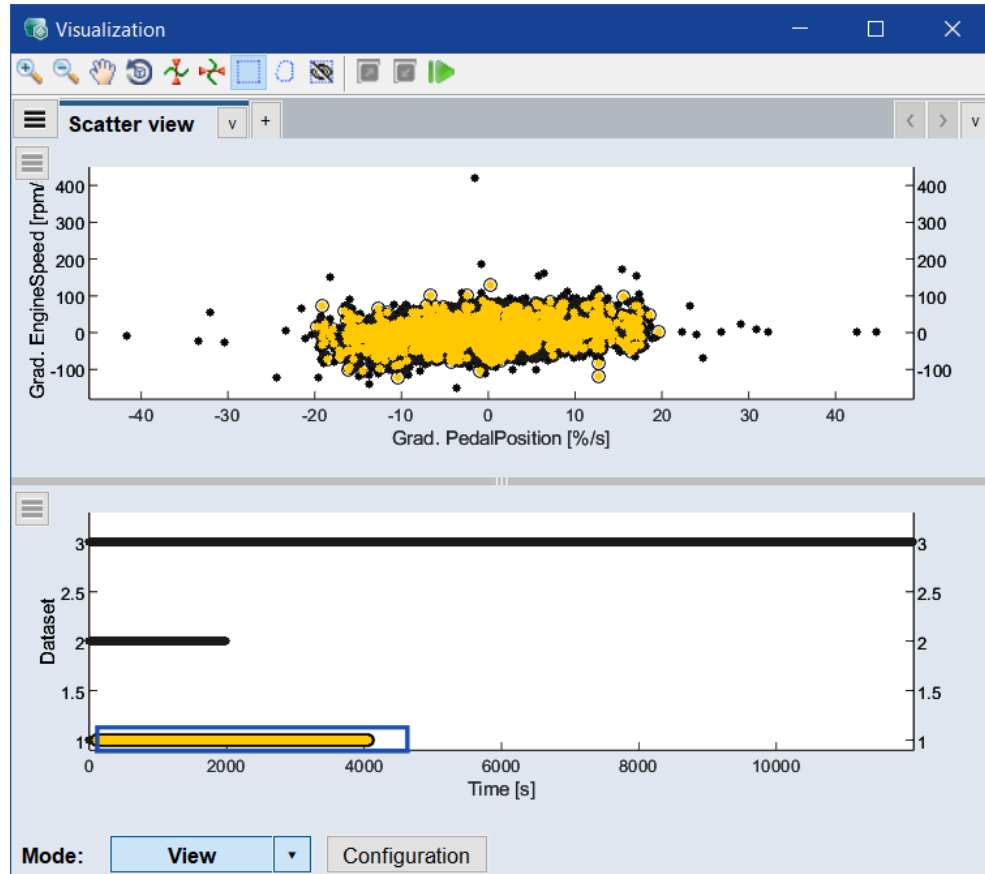 Visualization
Scatter view v + < > v
Grad. EngineSpeed [rpm/
400 400
300 300
200 200
100 100
0 0
-100 -100
-40 -30 -20 -10 0 10 20 30 40
Grad. PedalPosition [%/s]
Dataset
3 3
2.5 2.5
2 2
1.5 1.5
1 1
0 2000 4000 6000 8000 10000
Time [s]
Mode: View Configuration